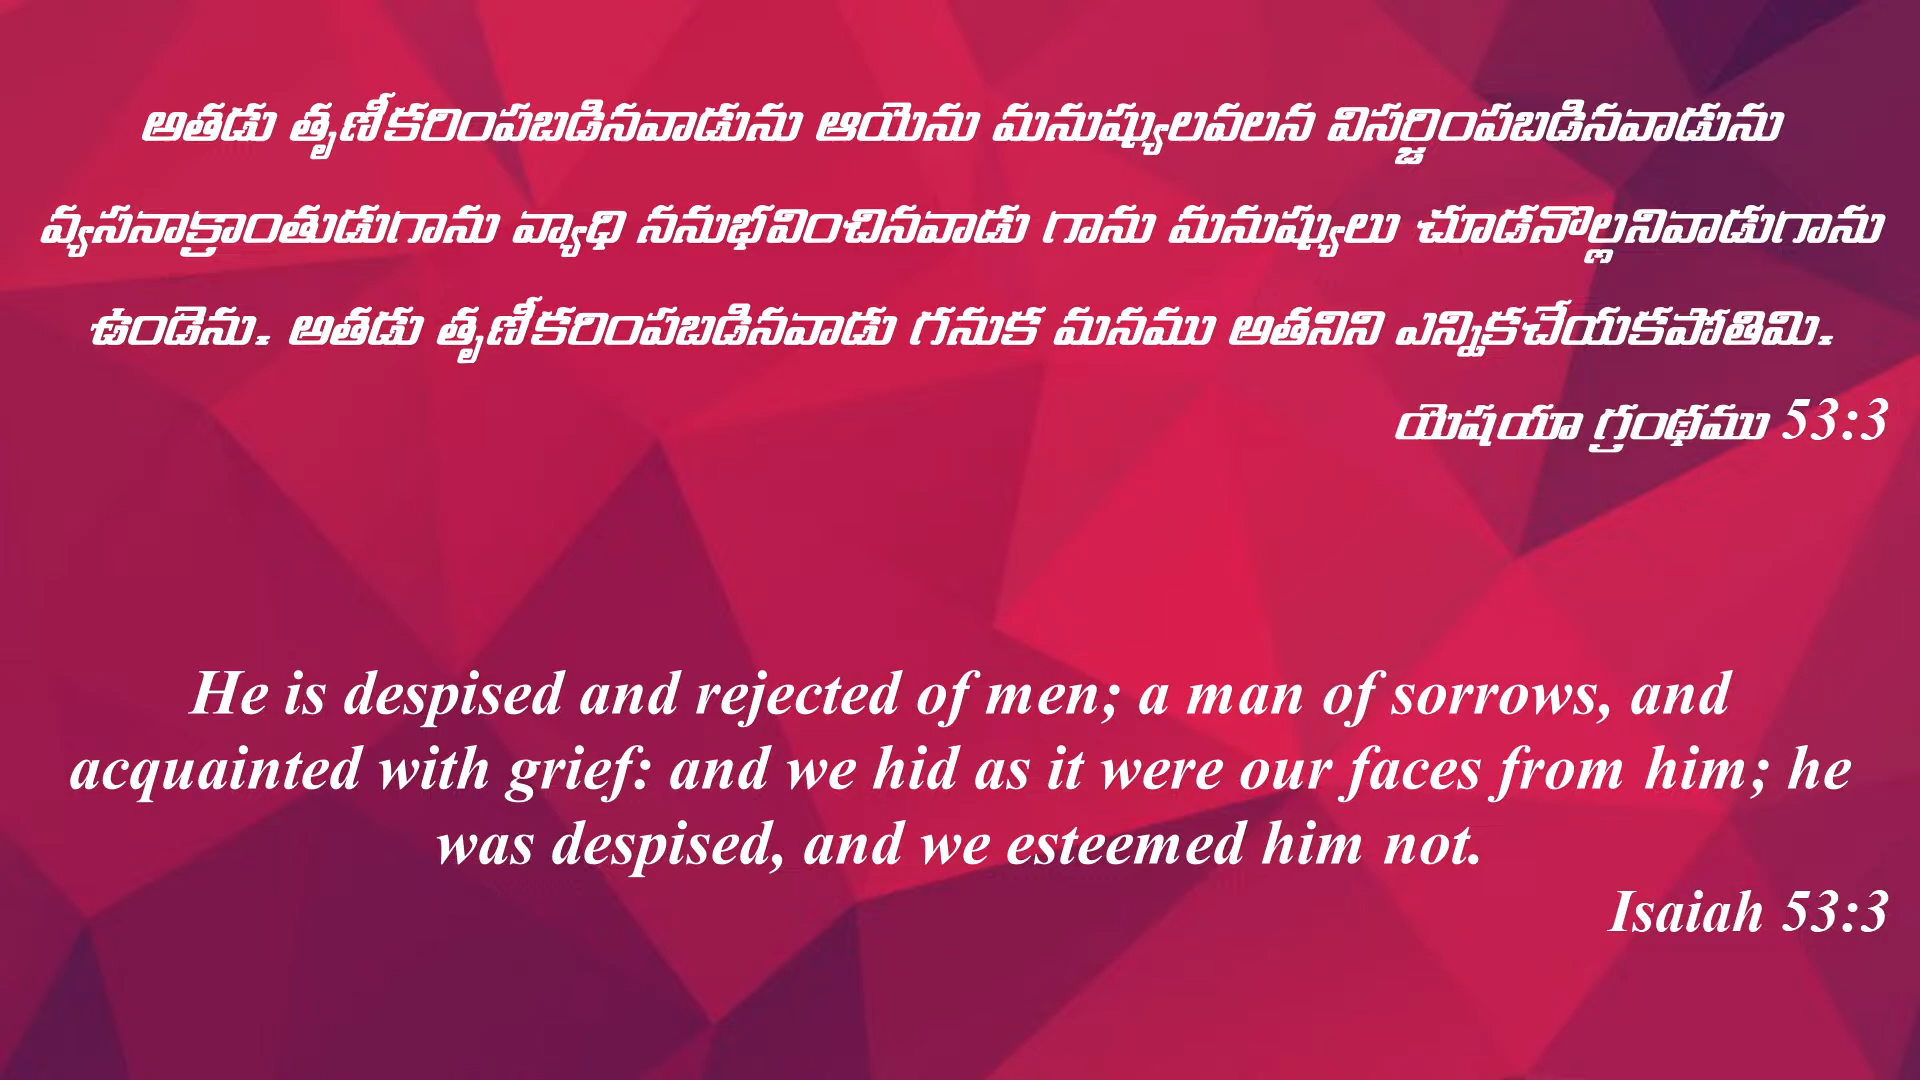 అతడు తృణీకరింపబడినవాడును ఆయెను మనుష్యులవలన విసర్జింపబడినవాడును
వ్యసనాక్రాంతుడుగాను వ్యాధి ననుభవించినవాడు గాను మనుష్యులు చూడనొల్లనివాడుగాను
ఉండెను. అతడు తృణీకరింపబడినవాడు గనుక మనము అతనిని ఎన్నికచేయకపోతిమి.
యెషయా గ్రంథము 53:3
He is despised and rejected of men; a man of sorrows, and
acquainted with grief: and we hid as it were our faces from him; he
was despised, and we esteemed him not.
Isaiah 53:3